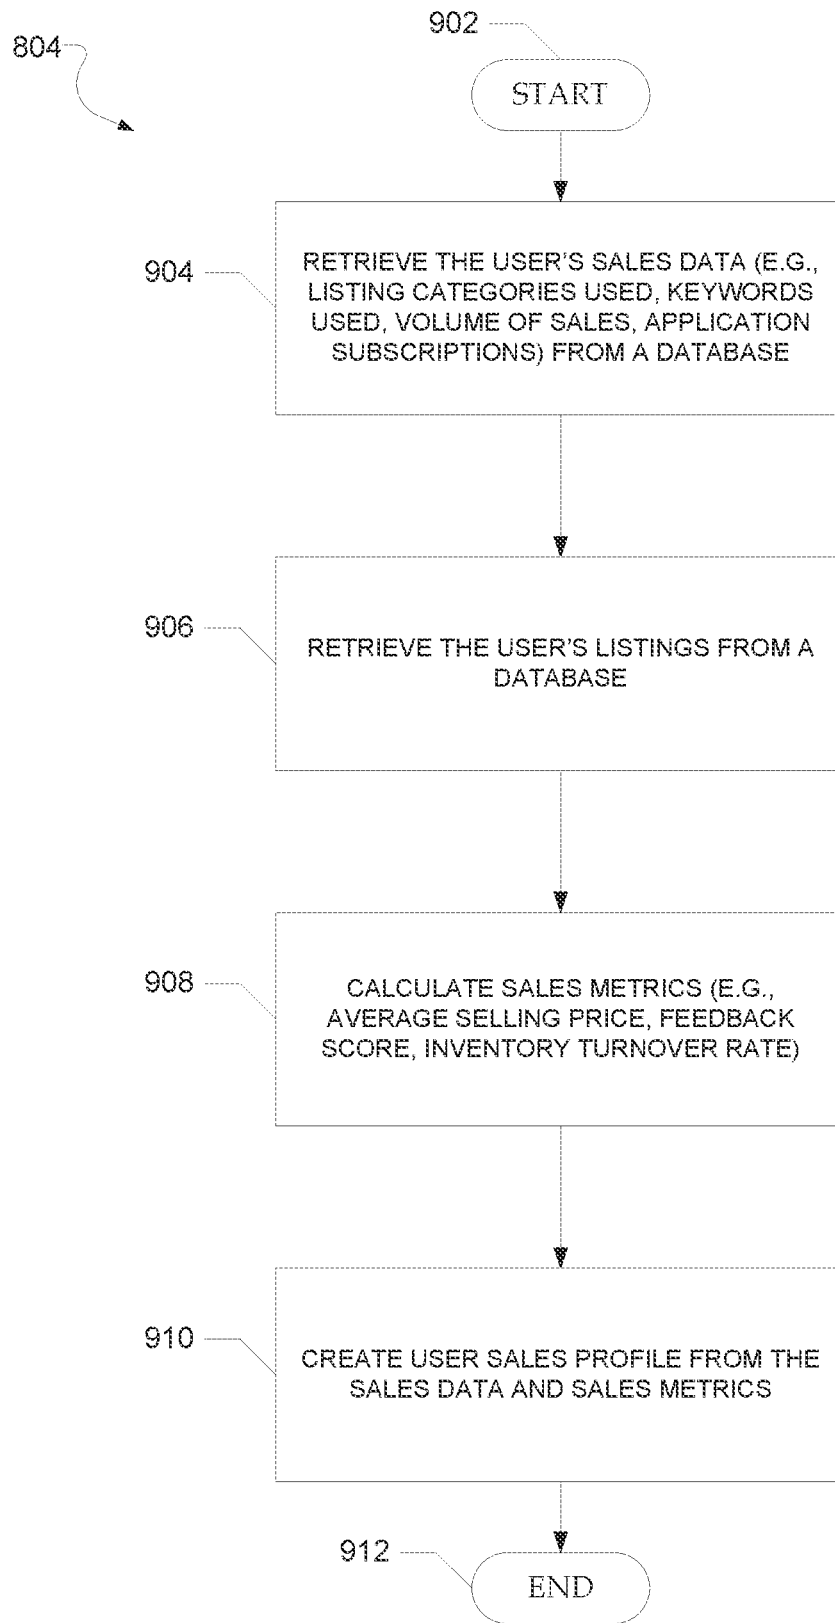 804
902
START
904
RETRIEVE THE USER'S SALES DATA (E.G.,
LISTING CATEGORIES USED, KEYWORDS
USED, VOLUME OF SALES, APPLICATION
SUBSCRIPTIONS) FROM A DATABASE
906
RETRIEVE THE USER'S LISTINGS FROM A
DATABASE
908
CALCULATE SALES METRICS (E.G.,
AVERAGE SELLING PRICE, FEEDBACK
SCORE, INVENTORY TURNOVER RATE)
910
CREATE USER SALES PROFILE FROM THE
SALES DATA AND SALES METRICS
912
END